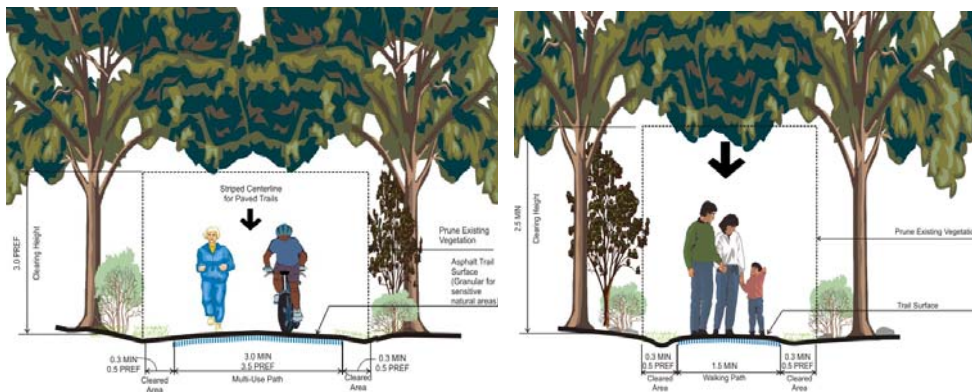 Striped Centerline
for Paved Trails
3.0 PREF
Clearing Height
Prune Existing
Vegetation
Asphalt Trail
Surface
(Granular for
sensitive
natural areas)
0.3 MIN
0.5 PREF
Cleared
Area
3.0 MIN
3.5 PREF
Multi-Use Path
0.3 MIN
0.5 PREF
Cleared
Area
2.5 MIN
Clearing Height
Prune Existing Vegetatio
Trail Surface
0.3 MIN
0.5 PREF
Cleared
Area
1.5 MIN
Walking Path
0.3 MIN
0.5 PREF
Cleared
Area